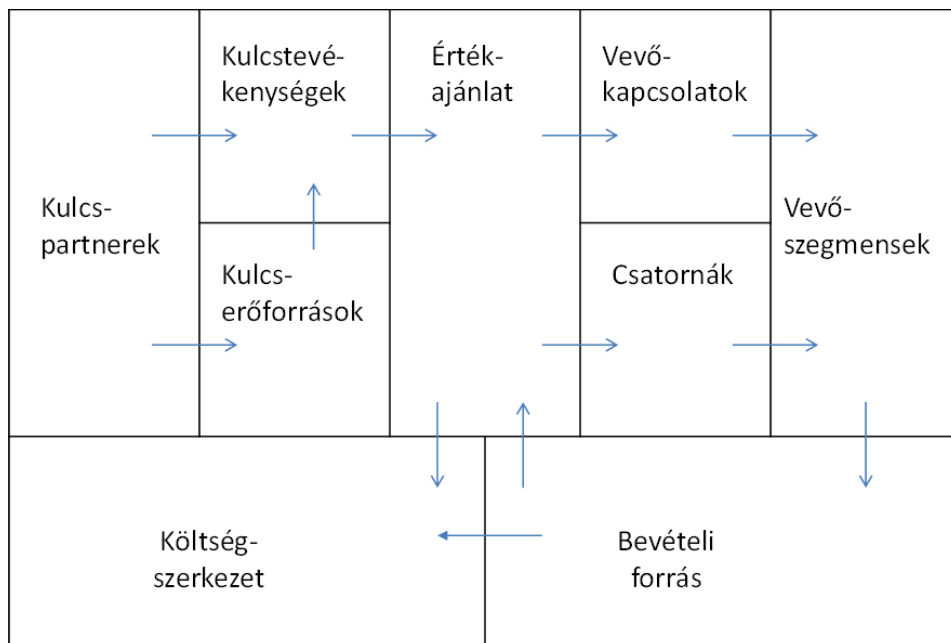 Kulcs-
partnerek
Kulcstevé-
kenységek
Kulcs-
erőforrások
Érték-
ajánlat
Vevő-
kapcsolatok
Csatornák
Vevő-
szegmensek
Költség-
szerkezet
Bevételi
forrás